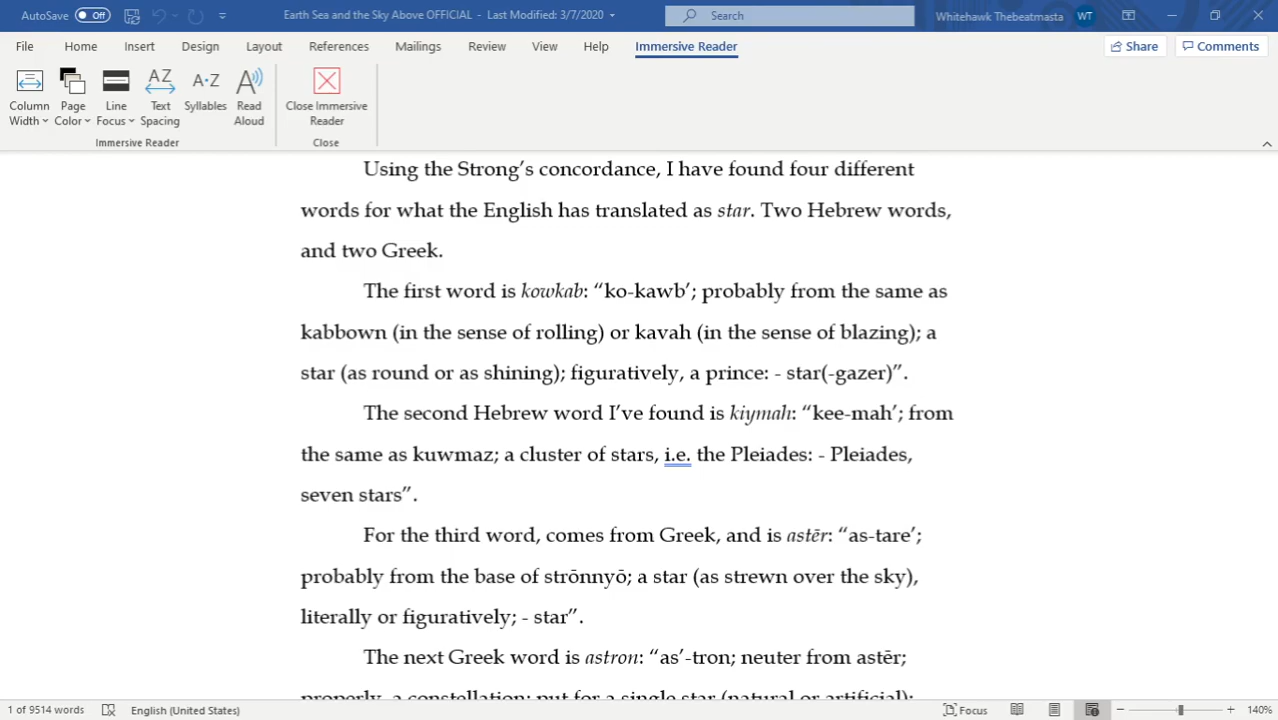 AutoSave Off Earth Sea and the Sky Above OFFICIAL - Last Modified: 3/7/2020 Search Whitehawk Thebeatmasta WT
File Home Insert Design Layout References Mailings Review View Help Immersive Reader Share Comments
Column Width Page Color Line Focus Text Spacing Syllables Read Aloud Close Immersive Reader
Immersive Reader Close
Using the Strong’s concordance, I have found four different
words for what the English has translated as star. Two Hebrew words,
and two Greek.
The first word is kowkab: “ko-kawb’; probably from the same as
kabbown (in the sense of rolling) or kavah (in the sense of blazing); a
star (as round or as shining); figuratively, a prince: - star(-gazer)”.
The second Hebrew word I’ve found is kiymah: “kee-mah’; from
the same as kuwmaz; a cluster of stars, i.e. the Pleiades: - Pleiades,
seven stars”.
For the third word, comes from Greek, and is astēr: “as-tare’;
probably from the base of strōnnyō; a star (as strewn over the sky),
literally or figuratively; - star”.
The next Greek word is astron: “as’-tron; neuter from astēr;
properly, a constellation; put for a single star (natural or artificial);
1 of 9514 words English (United States) Focus 140%